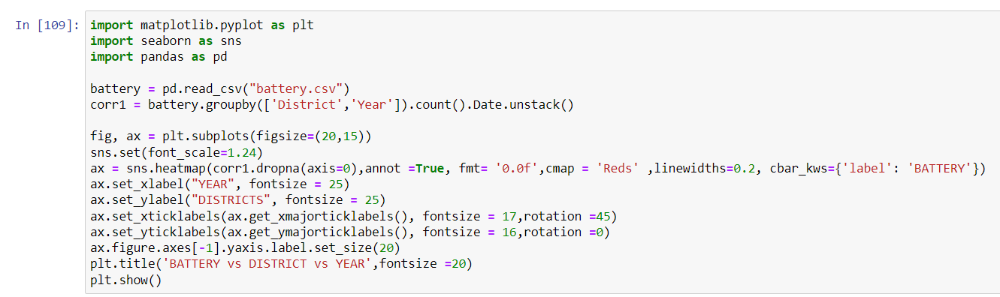 In [109]: import matplotlib.pyplot as plt
import seaborn as sns
import pandas as pd
battery = pd.read_csv("battery.csv")
corr1 = battery.groupby(['District','Year']).count().Date.unstack()
fig, ax = plt.subplots(figsize=(20,15))
sns.set(font_scale=1.24)
ax = sns.heatmap(corr1.dropna(axis=0),annot =True, fmt= '0.0f',cmap = 'Reds' ,linewidths=0.2, cbar_kws={'label': 'BATTERY'})
ax.set_xlabel("YEAR", fontsize = 25)
ax.set_ylabel("DISTRICTS", fontsize = 25)
ax.set_xticklabels(ax.get_xmajorticklabels(), fontsize = 17,rotation =45)
ax.set_yticklabels(ax.get_ymajorticklabels(), fontsize = 16,rotation =0)
ax.figure.axes[-1].yaxis.label.set_size(20)
plt.title('BATTERY vs DISTRICT vs YEAR',fontsize =20)
plt.show()